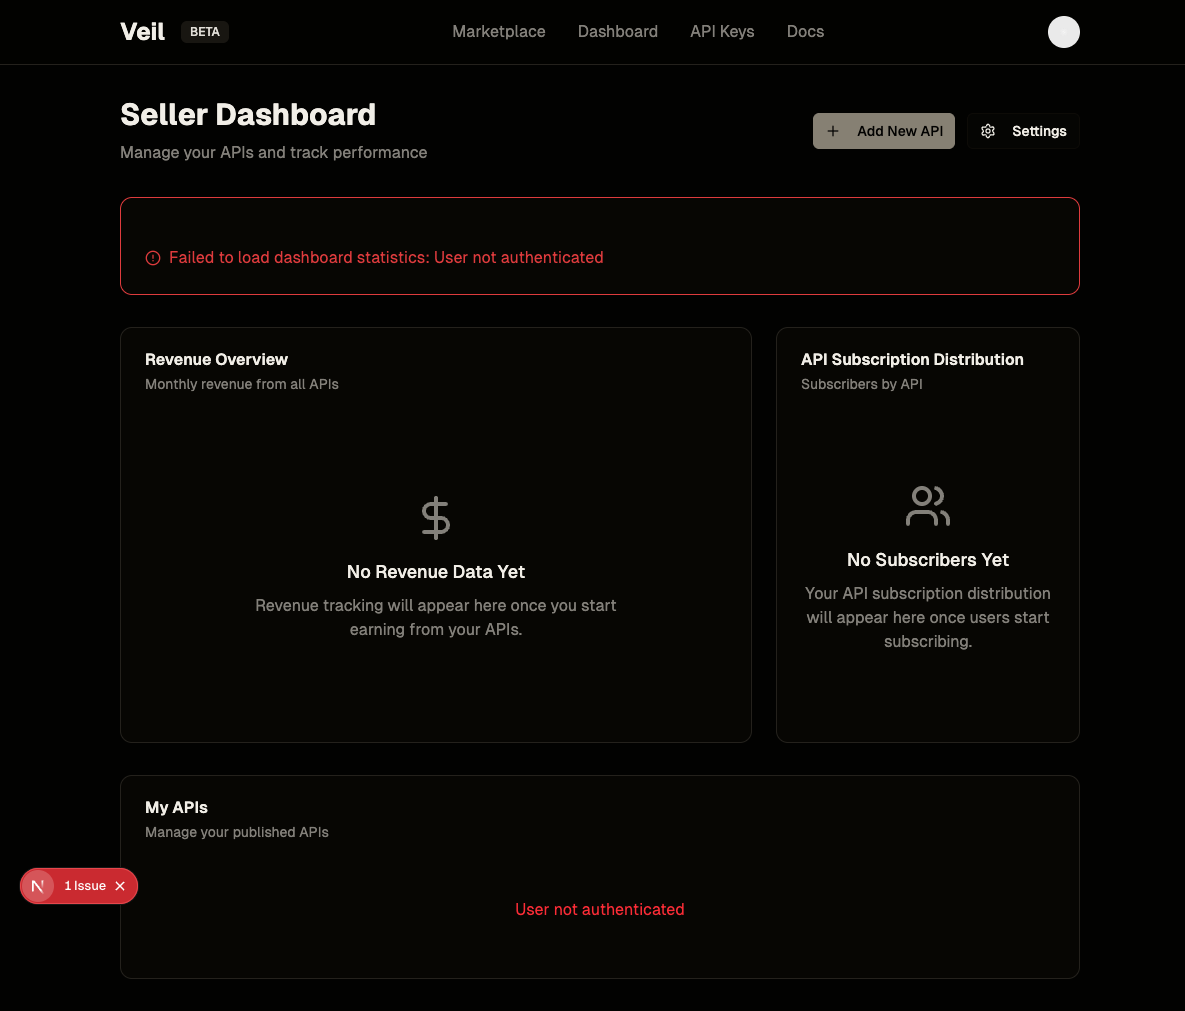 Veil BETA Marketplace Dashboard API Keys Docs
Seller Dashboard
Manage your APIs and track performance
Add New API
Settings
Failed to load dashboard statistics: User not authenticated
Revenue Overview
Monthly revenue from all APIs
No Revenue Data Yet
Revenue tracking will appear here once you start
earning from your APIs.
API Subscription Distribution
Subscribers by API
No Subscribers Yet
Your API subscription distribution
will appear here once users start
subscribing.
My APIs
Manage your published APIs
N 1 Issue
User not authenticated